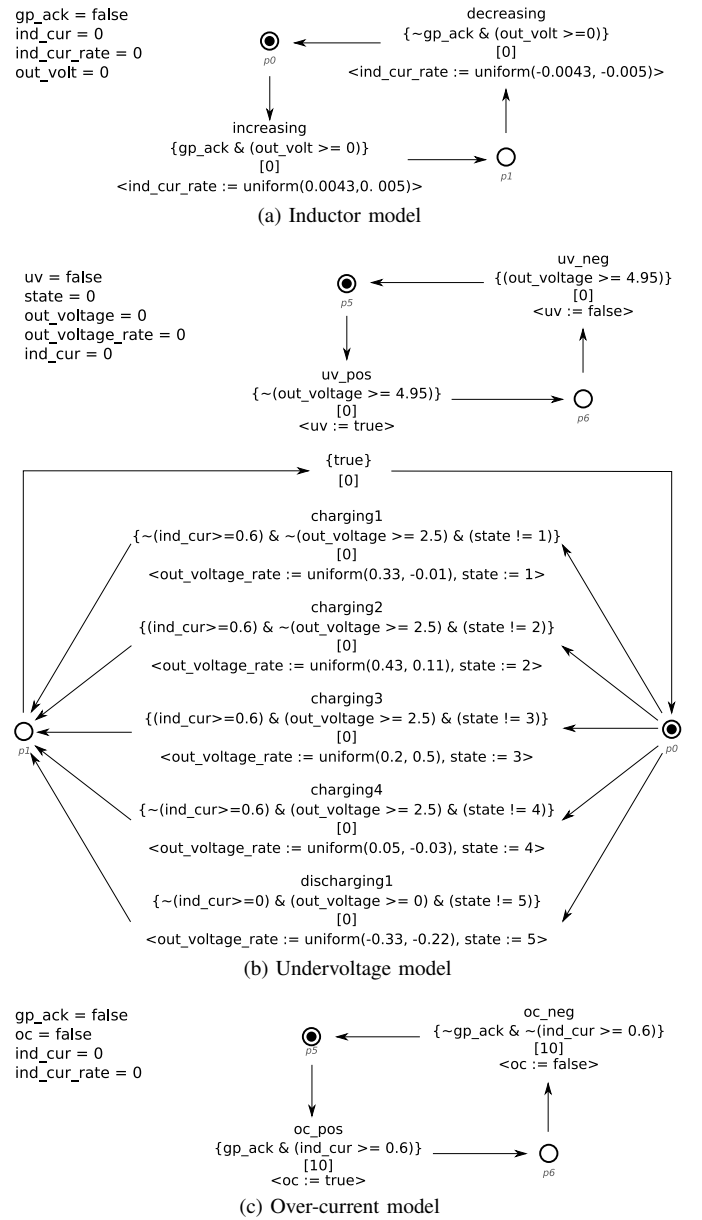 gp_ack = false
ind_cur = 0
ind_cur_rate = 0
out_volt = 0
p0
decreasing
{~gp_ack & (out_volt >=0)}
[0]
<ind_cur_rate := uniform(-0.0043, -0.005)>
increasing
{gp_ack & (out_volt >= 0)}
[0]
<ind_cur_rate := uniform(0.0043,0. 005)>
p1
(a) Inductor model
uv = false
state = 0
out_voltage = 0
out_voltage_rate = 0
ind_cur = 0
p5
uv_neg
{(out_voltage >= 4.95)}
[0]
<uv := false>
uv_pos
{~(out_voltage >= 4.95)}
[0]
<uv := true>
p6
{true}
[0]
charging1
{~(ind_cur>=0.6) & ~(out_voltage >= 2.5) & (state != 1)}
[0]
<out_voltage_rate := uniform(0.33, -0.01), state := 1>
charging2
{(ind_cur>=0.6) & ~(out_voltage >= 2.5) & (state != 2)}
[0]
<out_voltage_rate := uniform(0.43, 0.11), state := 2>
charging3
{(ind_cur>=0.6) & (out_voltage >= 2.5) & (state != 3)}
[0]
<out_voltage_rate := uniform(0.2, 0.5), state := 3>
p1
p0
charging4
{~(ind_cur>=0.6) & (out_voltage >= 2.5) & (state != 4)}
[0]
<out_voltage_rate := uniform(0.05, -0.03), state := 4>
discharging1
{~(ind_cur>=0) & (out_voltage >= 0) & (state != 5)}
[0]
<out_voltage_rate := uniform(-0.33, -0.22), state := 5>
(b) Undervoltage model
gp_ack = false
oc = false
ind_cur = 0
ind_cur_rate = 0
p5
oc_neg
{~gp_ack & ~(ind_cur >= 0.6)}
[10]
<oc := false>
oc_pos
{gp_ack & (ind_cur >= 0.6)}
[10]
<oc := true>
p6
(c) Over-current model